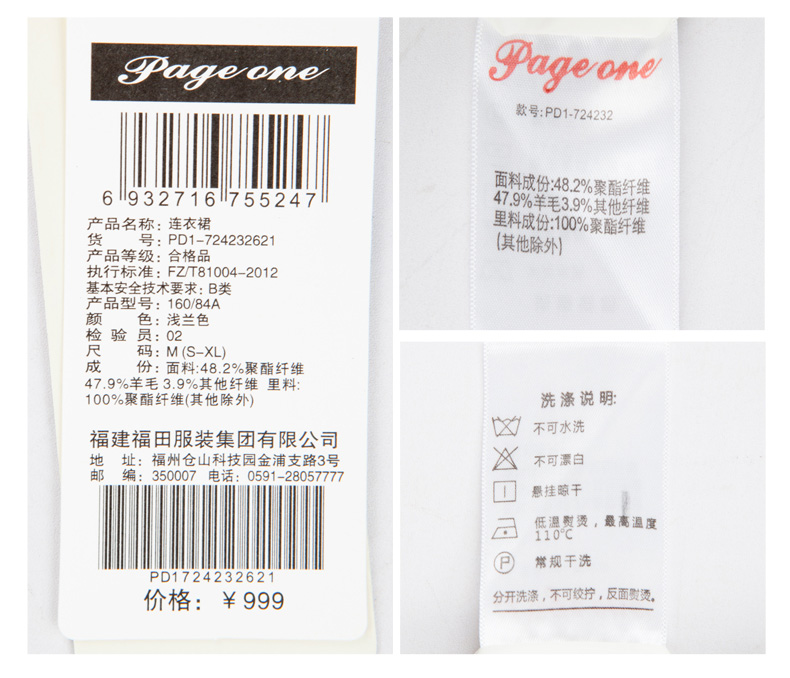 Page one
6 932716 755247
产品名称: 连衣裙
货 号: PD1-724232621
产品等级: 合格品
执行标准: FZ/T81004-2012
基本安全技术要求: B类
产品型号: 160/84A
颜 色: 浅兰色
检 验 员: 02
尺 码: M (S-XL)
成 份: 面料:48.2%聚酯纤维
47.9%羊毛 3.9%其他纤维 里料:
100%聚酯纤维(其他除外)
福建福田服装集团有限公司
地 址: 福州仓山科技园金浦支路3号
邮 编: 350007 电话: 0591-28057777
PD1724232621
价格: ¥ 999
Page one
款号:PD1-724232
面料成份:48.2%聚酯纤维
47.9%羊毛3.9%其他纤维
里料成份:100%聚酯纤维
(其他除外)
洗涤说明:
不可水洗
不可漂白
悬挂晾干
低温熨烫，最高温度
110℃
P 常规干洗
分开洗涤，不可绞拧，反面熨烫。